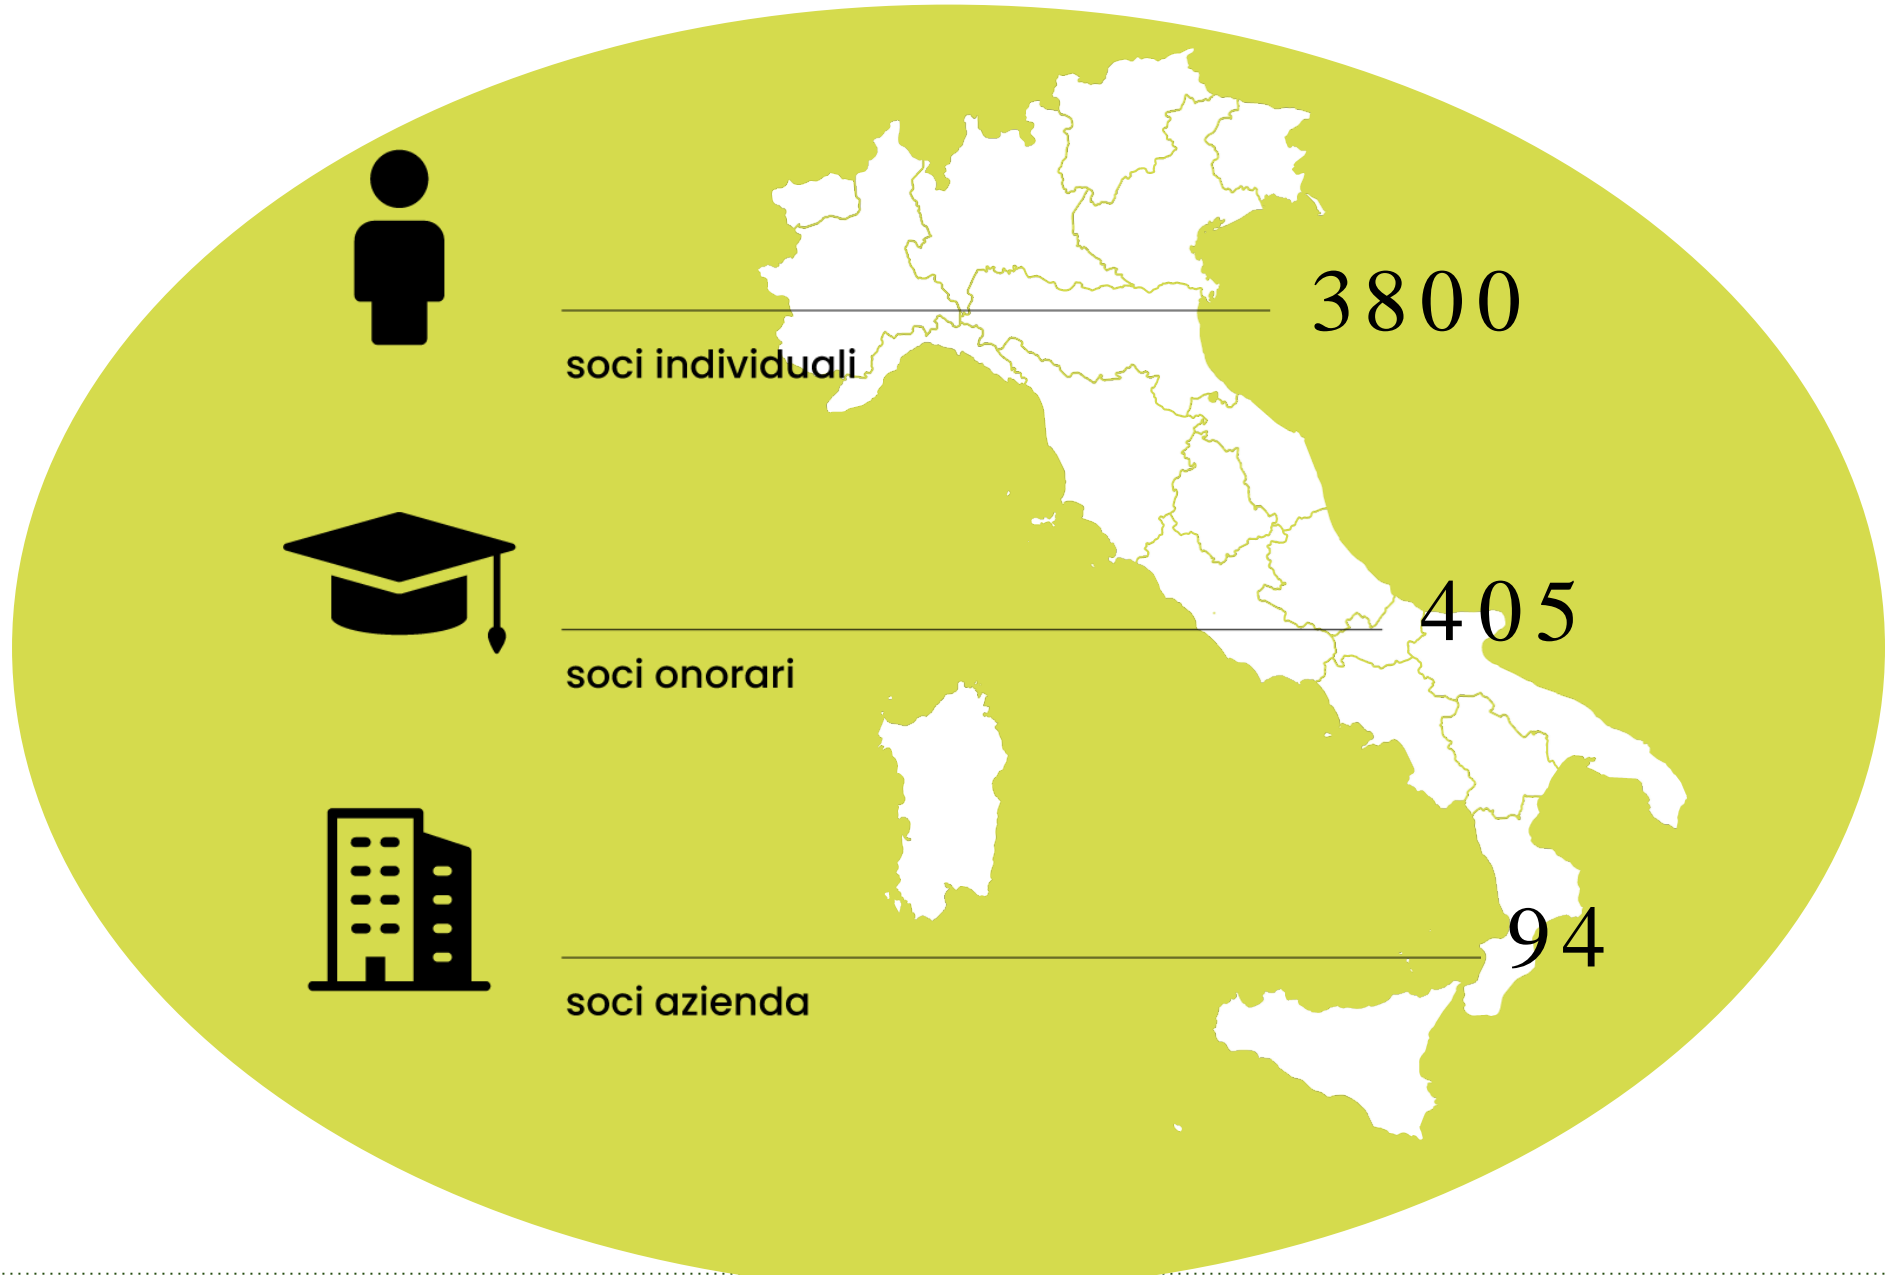 3800
soci individuali
405
soci onorari
94
soci azienda